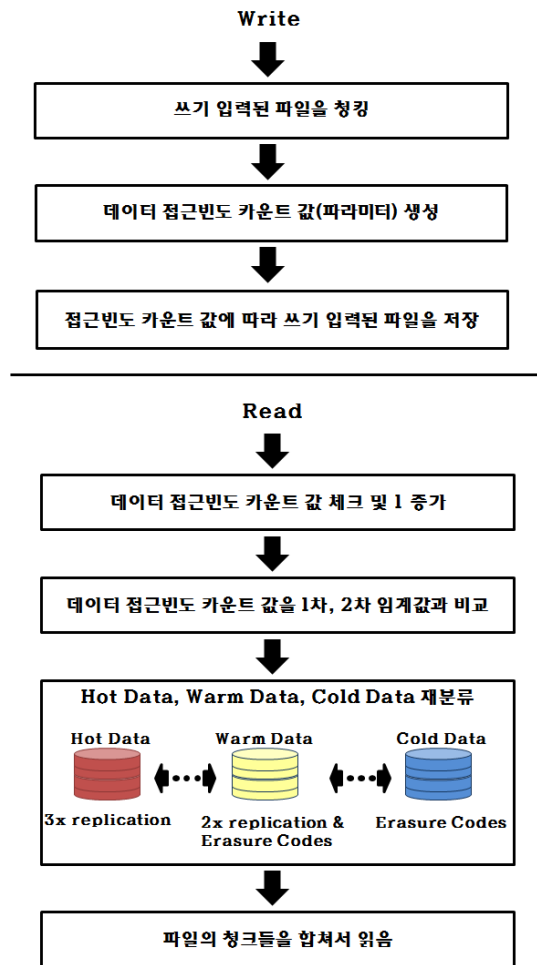 Write
쓰기 입력된 파일을 청킹
데이터 접근빈도 카운트 값(파라미터) 생성
접근빈도 카운트 값에 따라 쓰기 입력된 파일을 저장
Read
데이터 접근빈도 카운트 값 체크 및 1 증가
데이터 접근빈도 카운트 값을 1차, 2차 임계값과 비교
Hot Data, Warm Data, Cold Data 재분류
Hot Data
Warm Data
Cold Data
3x replication
2x replication &
Erasure Codes
Erasure Codes
파일의 청크들을 합쳐서 읽음